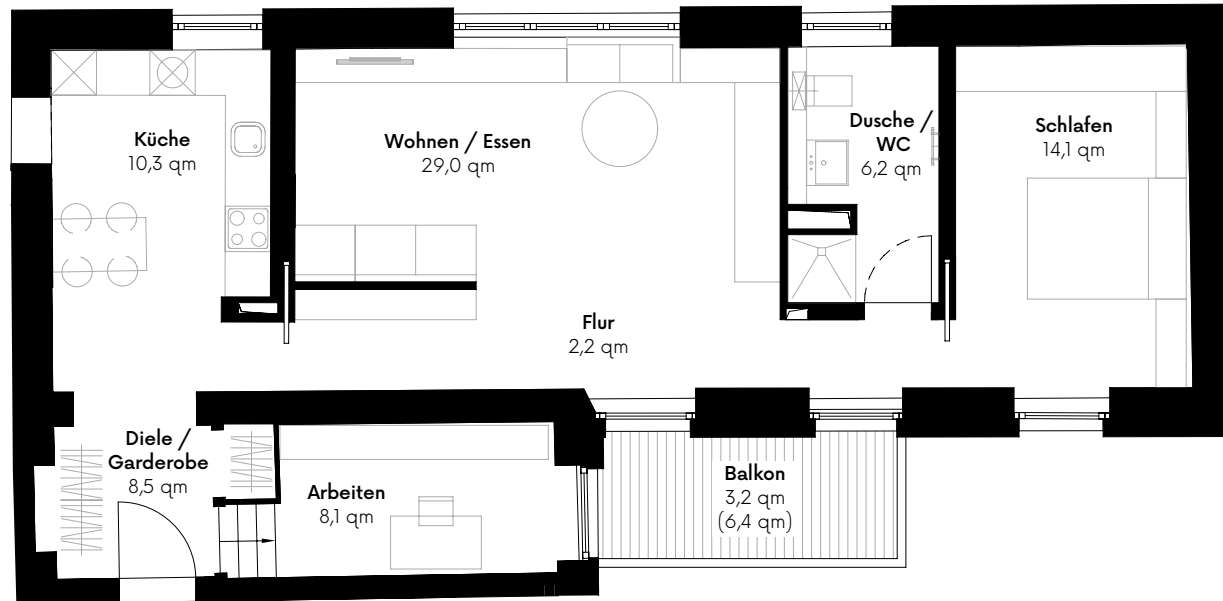 Küche
10,3 qm
Wohnen / Essen
29,0 qm
Dusche /
WC
6,2 qm
Schlafen
14,1 qm
Flur
2,2 qm
Diele /
Garderobe
8,5 qm
Arbeiten
8,1 qm
Balkon
3,2 qm
(6,4 qm)